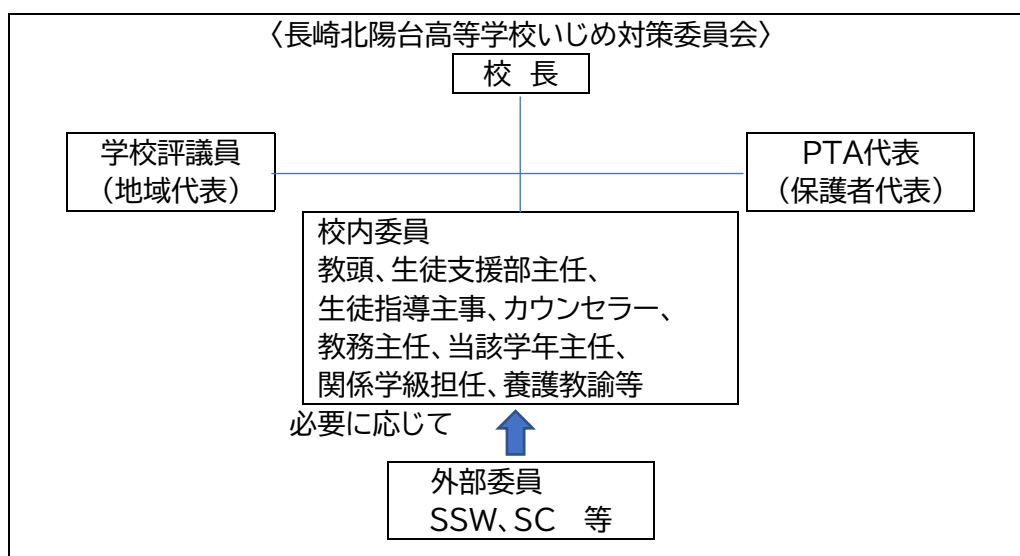 〈長崎北陽台高等学校いじめ対策委員会〉
校 長
学校評議員
（地域代表）
PTA代表
（保護者代表）
校内委員
教頭、生徒支援部主任、
生徒指導主事、カウンセラー、
教務主任、当該学年主任、
関係学級担任、養護教諭等
必要に応じて
外部委員
SSW、SC　等